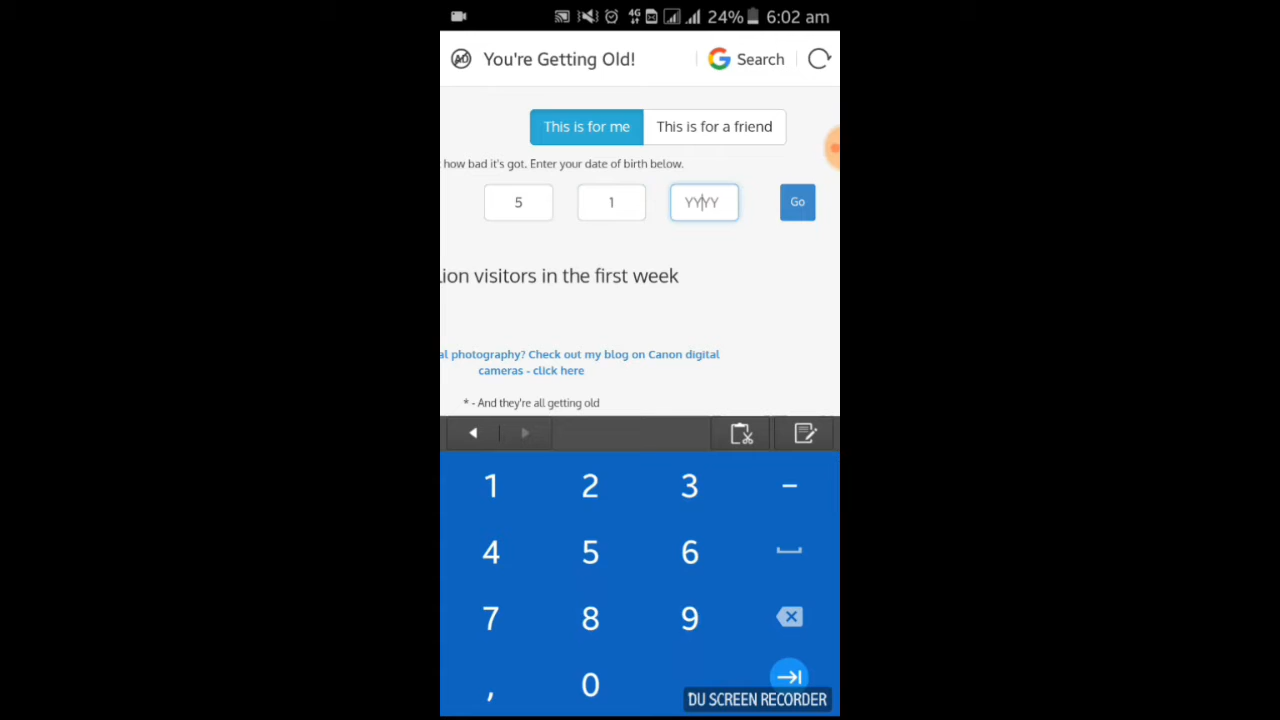 4G 24% 6:02 am
AD You're Getting Old! Search
This is for me This is for a friend
how bad it's got. Enter your date of birth below.
5 1 YYYY Go
ion visitors in the first week
al photography? Check out my blog on Canon digital
cameras - click here
* - And they're all getting old
1 2 3 -
4 5 6
7 8 9
, 0
DU SCREEN RECORDER